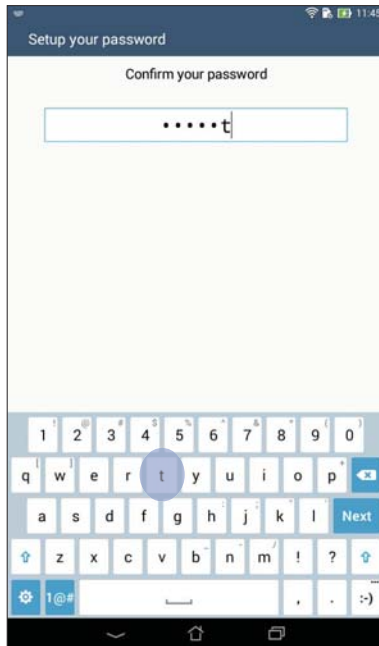 11:45
Setup your password
Confirm your password
•••••t
1 ! 2 @ 3 # 4 $ 5 % 6 ^ 7 & 8 * 9 ( 0 )
q [ w ] e r t y u i o p +
a s d f g h : j ; k ' l " Next
z x c v b - n ~ m / ! ?
1@# , . :-)